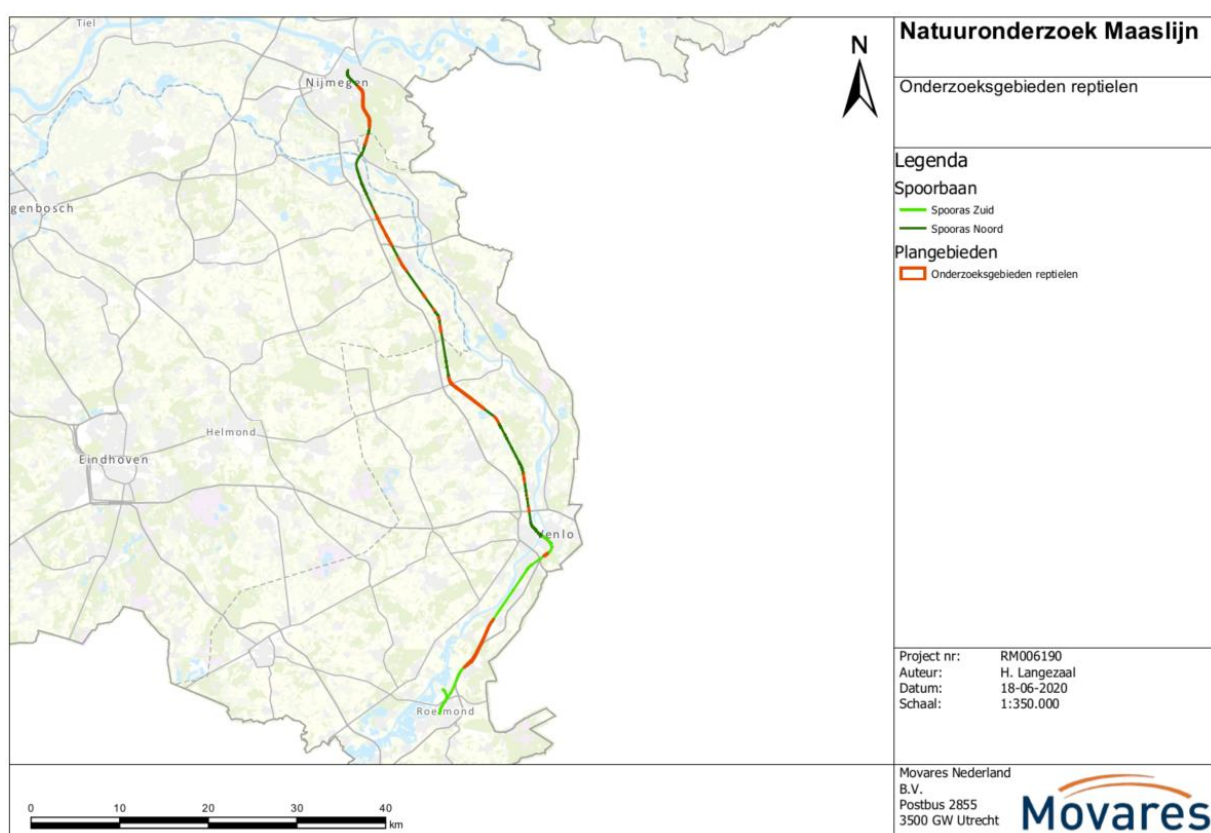 Tiel
Nijmegen
genbosch
Helmond
Eindhoven
Venlo
Roermond
N
Natuuronderzoek Maaslijn
Onderzoeksgebieden reptielen
Legenda
Spoorbaan
Spooras Zuid
Spooras Noord
Plangebieden
Onderzoeksgebieden reptielen
Project nr: RM006190
Auteur: H. Langezaal
Datum: 18-06-2020
Schaal: 1:350.000
0 10 20 30 40
km
Movares Nederland
B.V.
Postbus 2855
3500 GW Utrecht
Movares